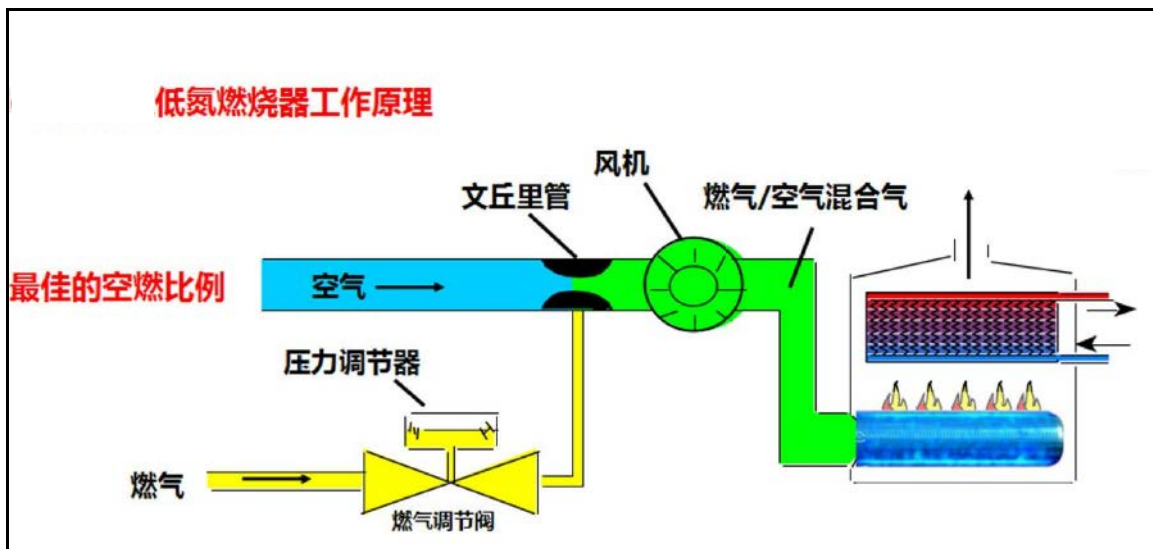 低氮燃烧器工作原理
风机
文丘里管
燃气/空气混合气
最佳的空燃比例
空气
压力调节器
燃气
燃气调节阀